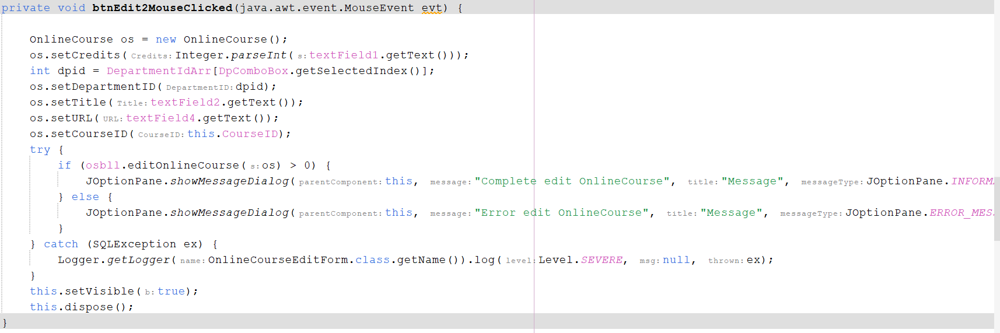 private void btnEdit2MouseClicked(java.awt.event.MouseEvent evt) {
OnlineCourse os = new OnlineCourse();
os.setCredits( Credits: Integer.parseInt( s: textField1.getText()));
int dpid = DepartmentIdArr[DpComboBox.getSelectedIndex()];
os.setDepartmentID( DepartmentID: dpid);
os.setTitle( Title: textField2.getText());
os.setURL( URL: textField4.getText());
os.setCourseID( CourseID: this.CourseID);
try {
if (osbll.editOnlineCourse( s: os) > 0) {
JOptionPane.showMessageDialog( parentComponent: this, message: "Complete edit OnlineCourse", title: "Message", messageType: JOptionPane.INFORM
} else {
JOptionPane.showMessageDialog( parentComponent: this, message: "Error edit OnlineCourse", title: "Message", messageType: JOptionPane.ERROR_MES
}
} catch (SQLException ex) {
Logger.getLogger( name: OnlineCourseEditForm.class.getName()).log( level: Level.SEVERE, msg: null, thrown: ex);
}
this.setVisible( b: true);
this.dispose();
}